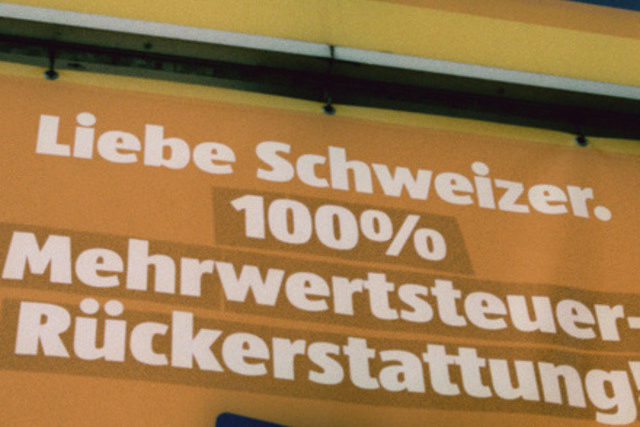 Liebe Schweizer.
100%
Mehrwertsteuer-
Rückerstattung!